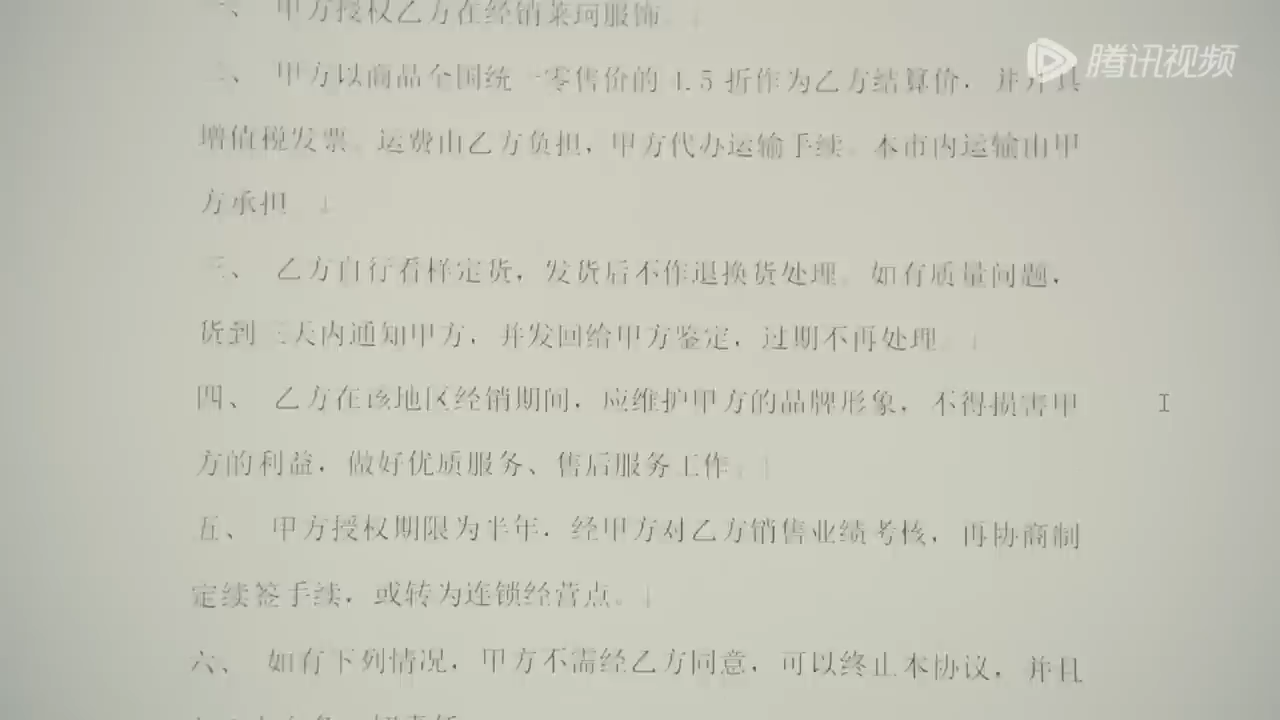 腾讯视频
一、 甲方授权乙方在经销莱珂服饰。
二、 甲方以商品全国统一零售价的 4.5 折作为乙方结算价，并开具
增值税发票。运费由乙方负担，甲方代办运输手续。本市内运输由甲
方承担。
三、 乙方自行看样定货，发货后不作退换货处理。如有质量问题，
货到三天内通知甲方，并发回给甲方鉴定，过期不再处理。
四、 乙方在该地区经销期间，应维护甲方的品牌形象，不得损害甲
方的利益，做好优质服务、售后服务工作。
五、 甲方授权期限为半年，经甲方对乙方销售业绩考核，再协商制
定续签手续，或转为连锁经营点。
六、 如有下列情况，甲方不需经乙方同意，可以终止本协议，并且